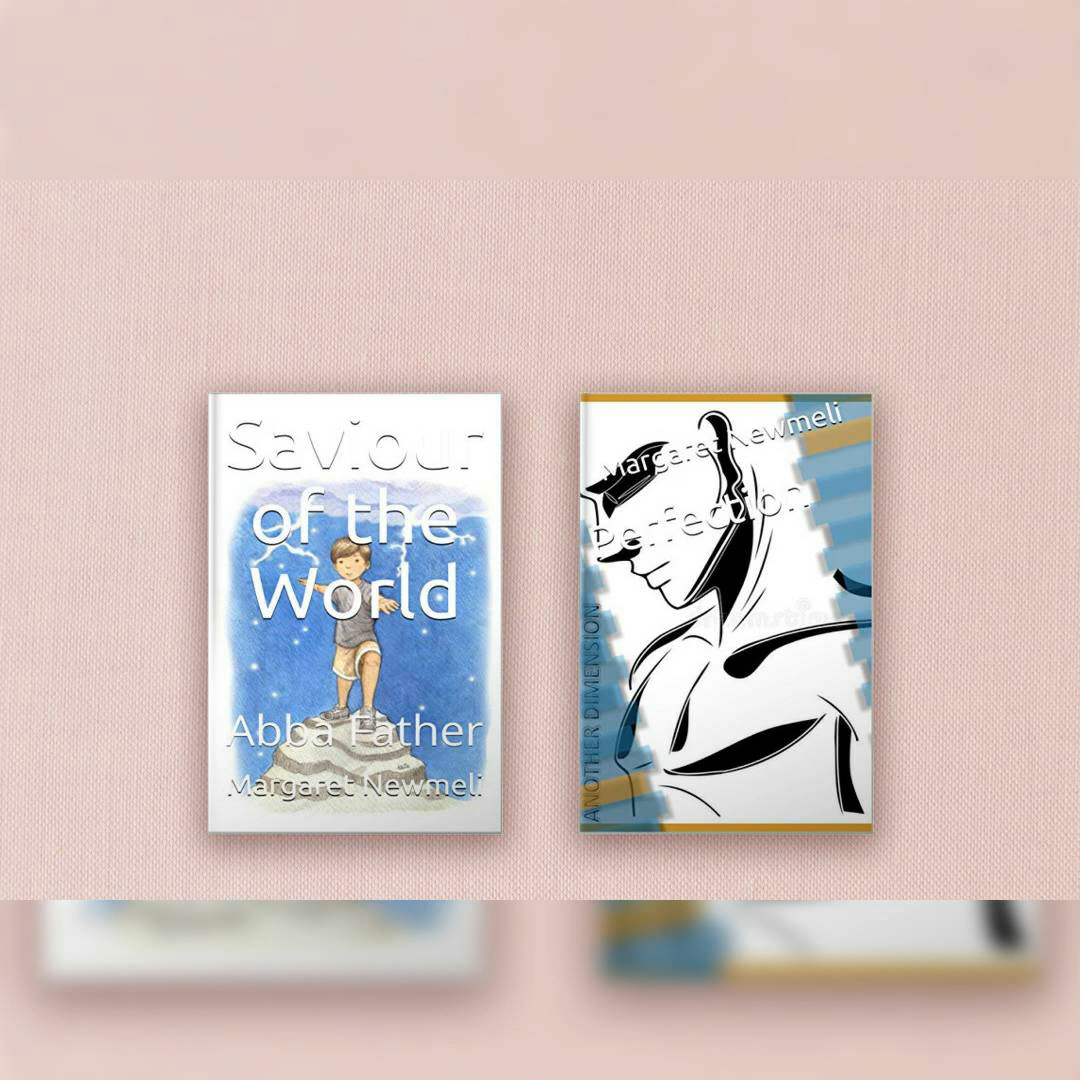 Saviour
of the
World
Abba Father
Margaret Newmeli
Margaret Newmeli
Perfection
ANOTHER DIMENSION